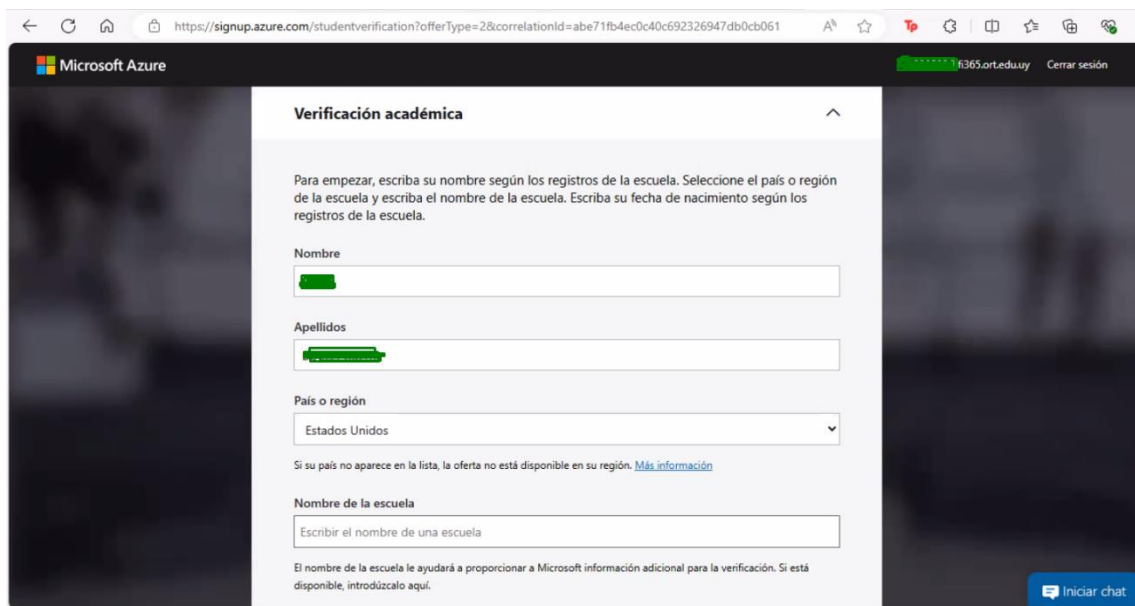 https://signup.azure.com/studentverification?offerType=2&correlationId=abe71fb4ec0c40c692326947db0cb061
Microsoft Azure
fi365.ort.edu.uy Cerrar sesión
Verificación académica
Para empezar, escriba su nombre según los registros de la escuela. Seleccione el país o región
de la escuela y escriba el nombre de la escuela. Escriba su fecha de nacimiento según los
registros de la escuela.
Nombre
Apellidos
País o región
Estados Unidos
Si su país no aparece en la lista, la oferta no está disponible en su región. Más información
Nombre de la escuela
Escribir el nombre de una escuela
El nombre de la escuela le ayudará a proporcionar a Microsoft información adicional para la verificación. Si está
disponible, introdúzcalo aquí.
Iniciar chat